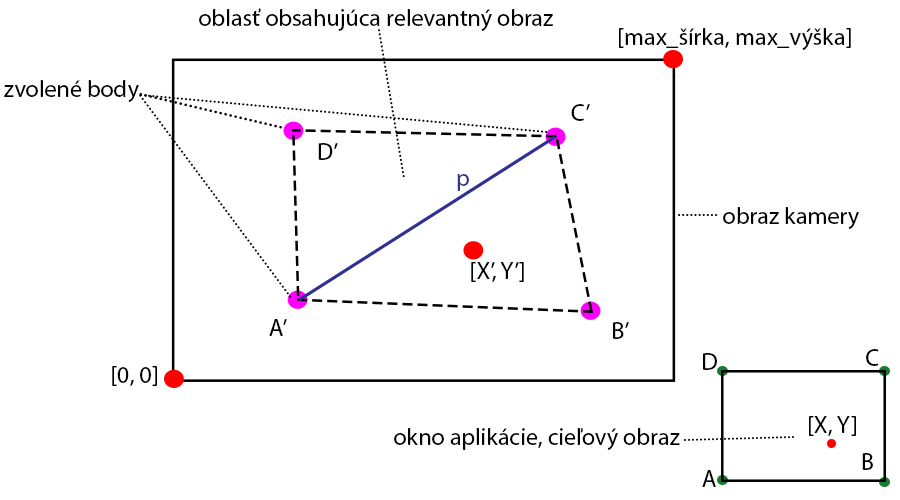 oblasť obsahujúca relevantný obraz
[max_šírka, max_výška]
zvolené body
C′
D′
p
obraz kamery
[X′, Y′]
A′
B′
[0, 0]
D
C
[X, Y]
okno aplikácie, cieľový obraz
B
A